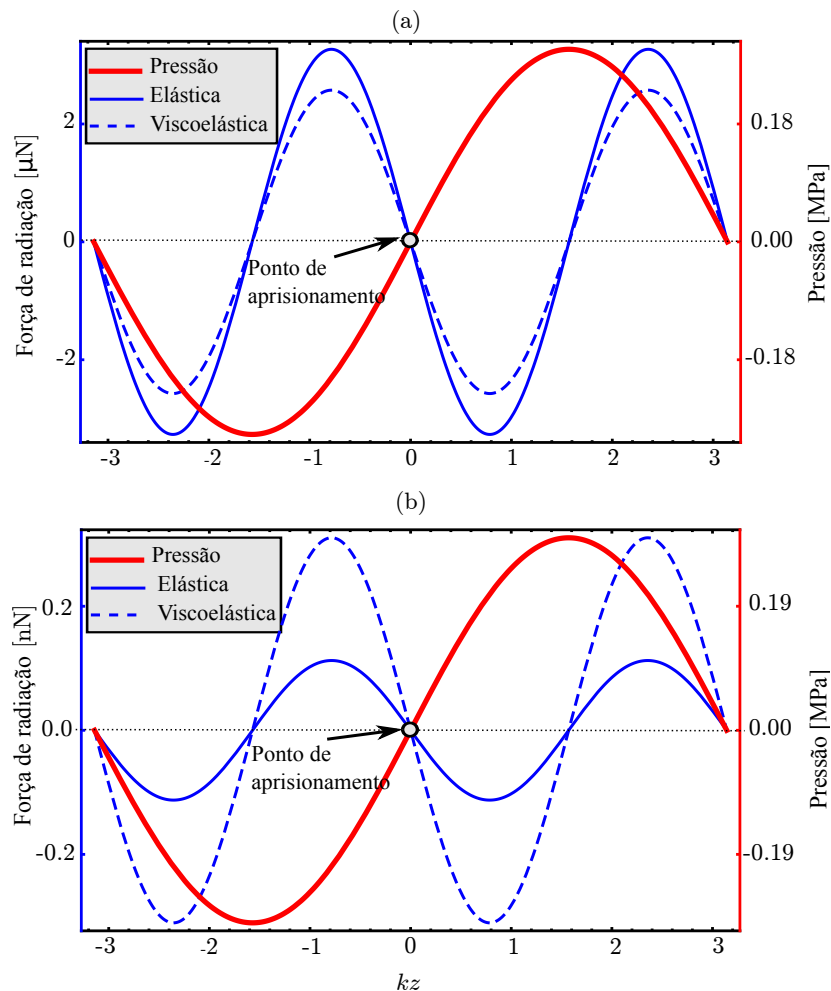 (a)
Pressão
Elástica
Viscoelástica
Força de radiação [µN]
2
0
-2
Pressão [MPa]
0.18
0.00
-0.18
Ponto de
aprisionamento
-3 -2 -1 0 1 2 3
(b)
Pressão
Elástica
Viscoelástica
Força de radiação [nN]
0.2
0.0
-0.2
Pressão [MPa]
0.19
0.00
-0.19
Ponto de
aprisionamento
-3 -2 -1 0 1 2 3
kz